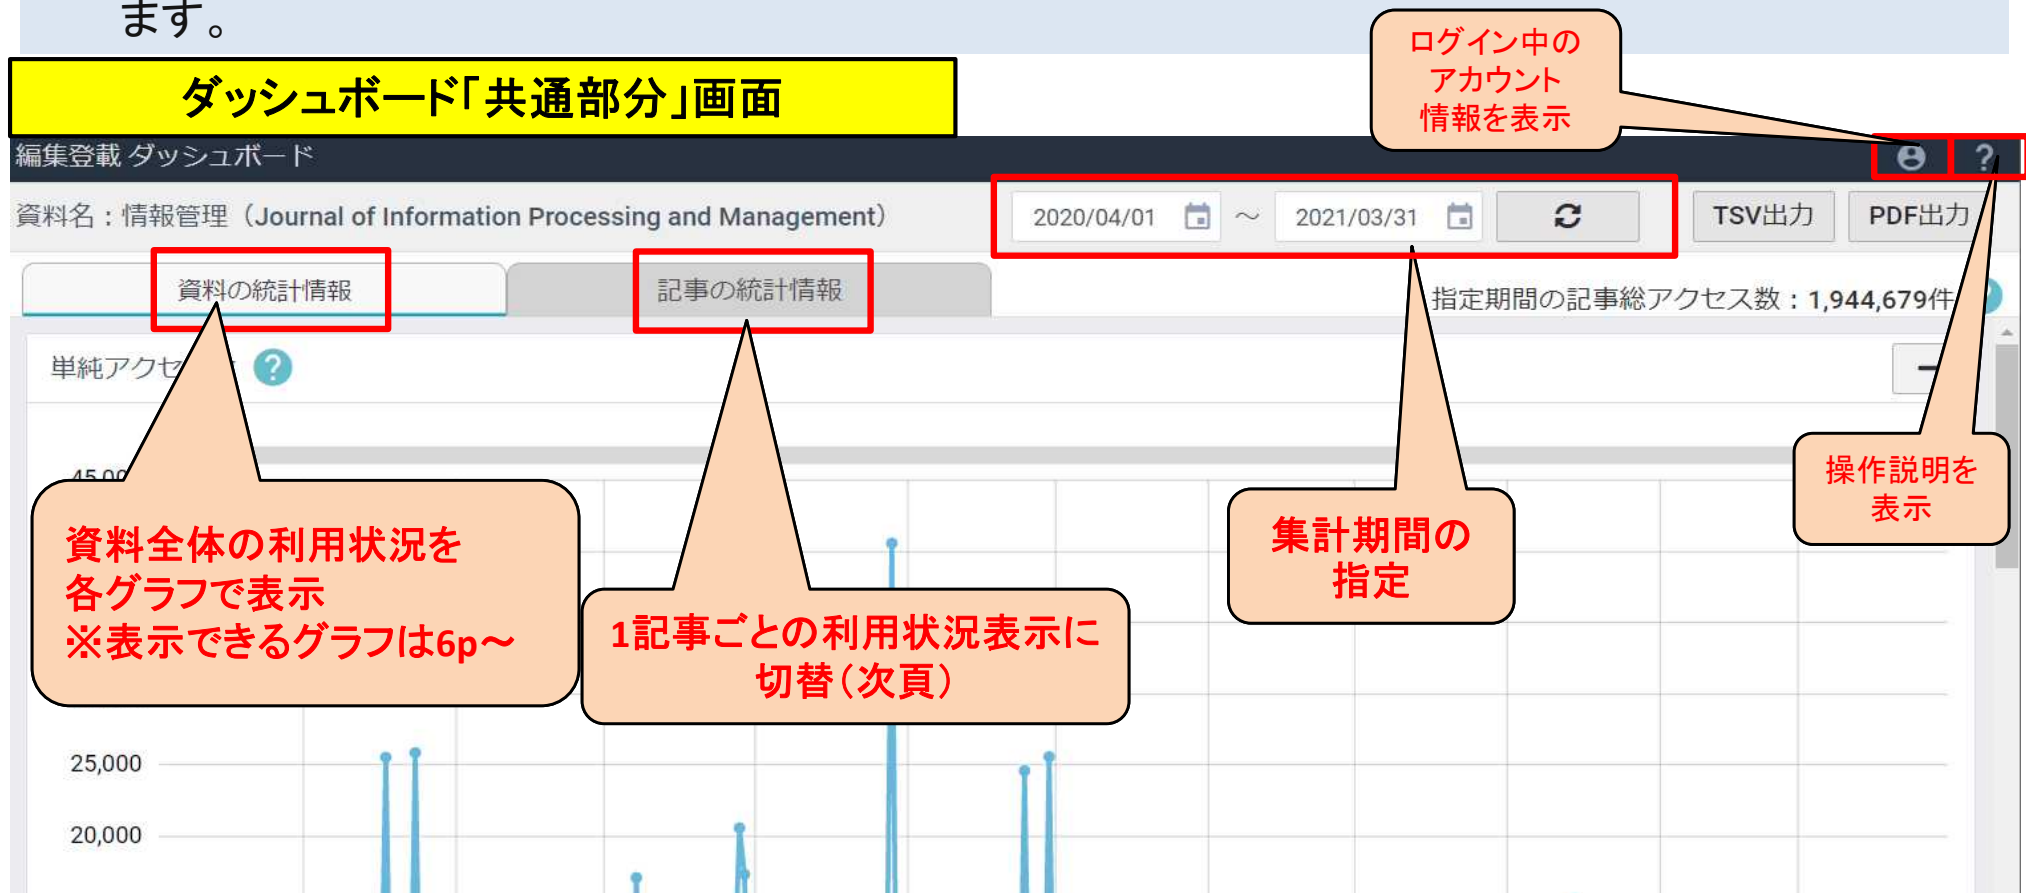 ます。
ダッシュボード「共通部分」画面
ログイン中の
アカウント
情報を表示
編集登載 ダッシュボード
?
資料名：情報管理（Journal of Information Processing and Management）
2020/04/01 ～ 2021/03/31
TSV出力
PDF出力
資料の統計情報
記事の統計情報
指定期間の記事総アクセス数：1,944,679件
単純アクセ
?
操作説明を
表示
資料全体の利用状況を
各グラフで表示
※表示できるグラフは6p～
1記事ごとの利用状況表示に
切替（次頁）
集計期間の
指定
25,000
20,000